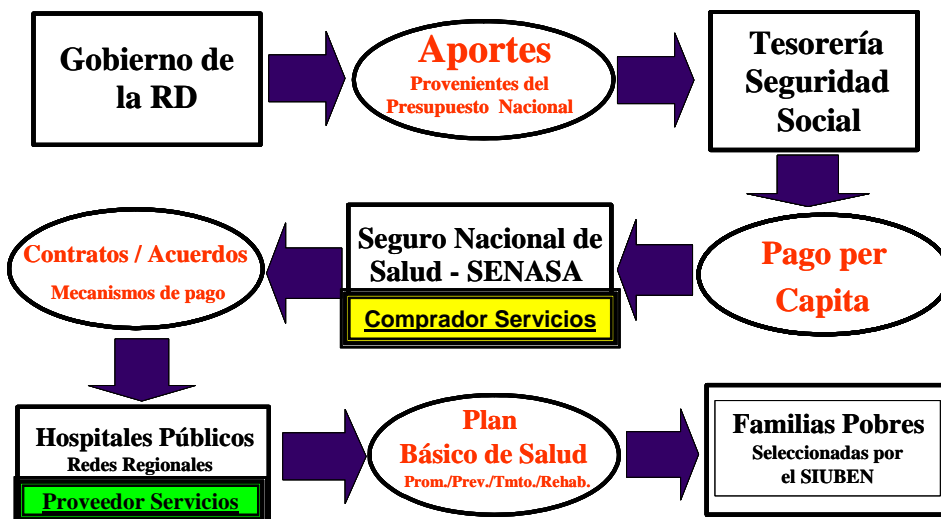 Gobierno de
la RD
Aportes
Provenientes del
Presupuesto Nacional
Tesorería
Seguridad
Social
Pago per
Capita
Seguro Nacional de
Salud - SENASA
Comprador Servicios
Contratos / Acuerdos
Mecanismos de pago
Hospitales Públicos
Redes Regionales
Proveedor Servicios
Plan
Básico de Salud
Prom./Prev./Tmto./Rehab.
Familias Pobres
Seleccionadas por
el SIUBEN